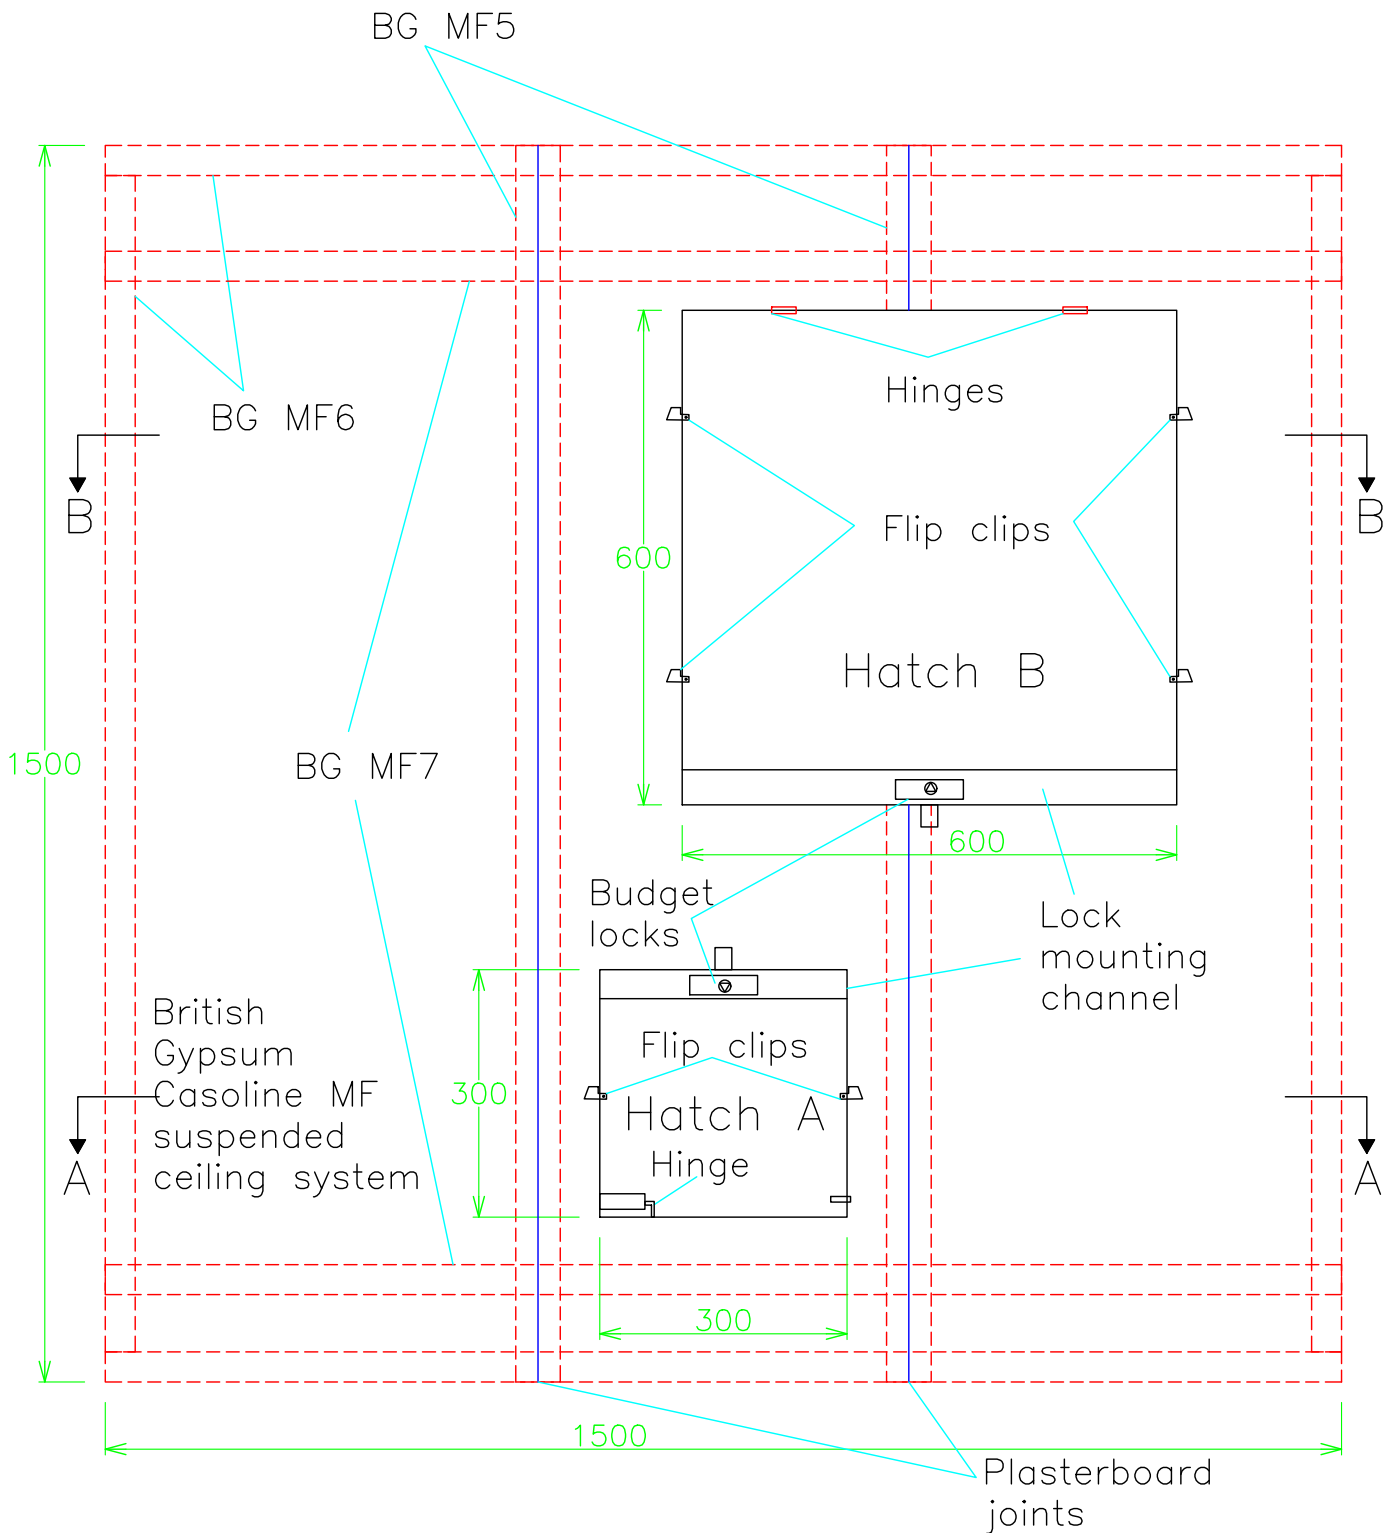 BG MF5
Hinges
BG MF6
B
B
Flip clips
600
Hatch B
1500
BG MF7
600
Budget
locks
Lock
mounting
channel
British
Gypsum
Casoline MF
suspended
ceiling system
Flip clips
300
Hatch A
Hinge
A
A
300
1500
Plasterboard
joints